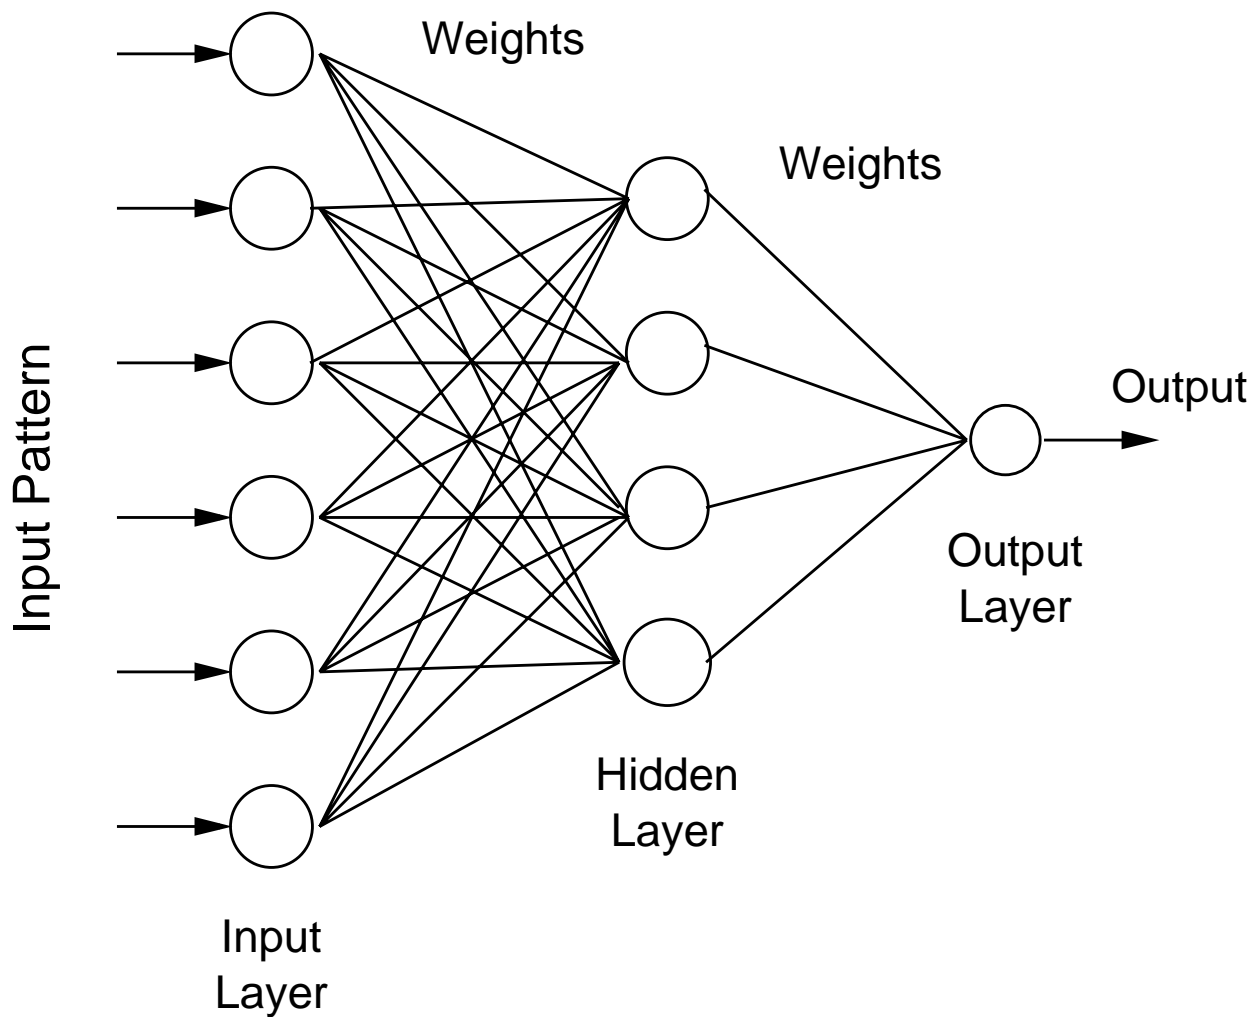 Weights
Weights
Input Pattern
Output
Output
Layer
Hidden
Layer
Input
Layer